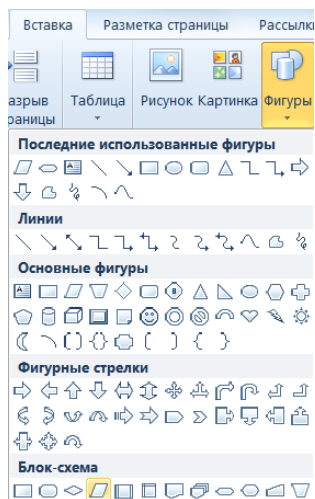 Вставка Разметка страницы Рассылки
азрыв Таблица Рисунок Картинка Фигуры
раницы
Последние использованные фигуры
Линии
Основные фигуры
Фигурные стрелки
Блок-схема